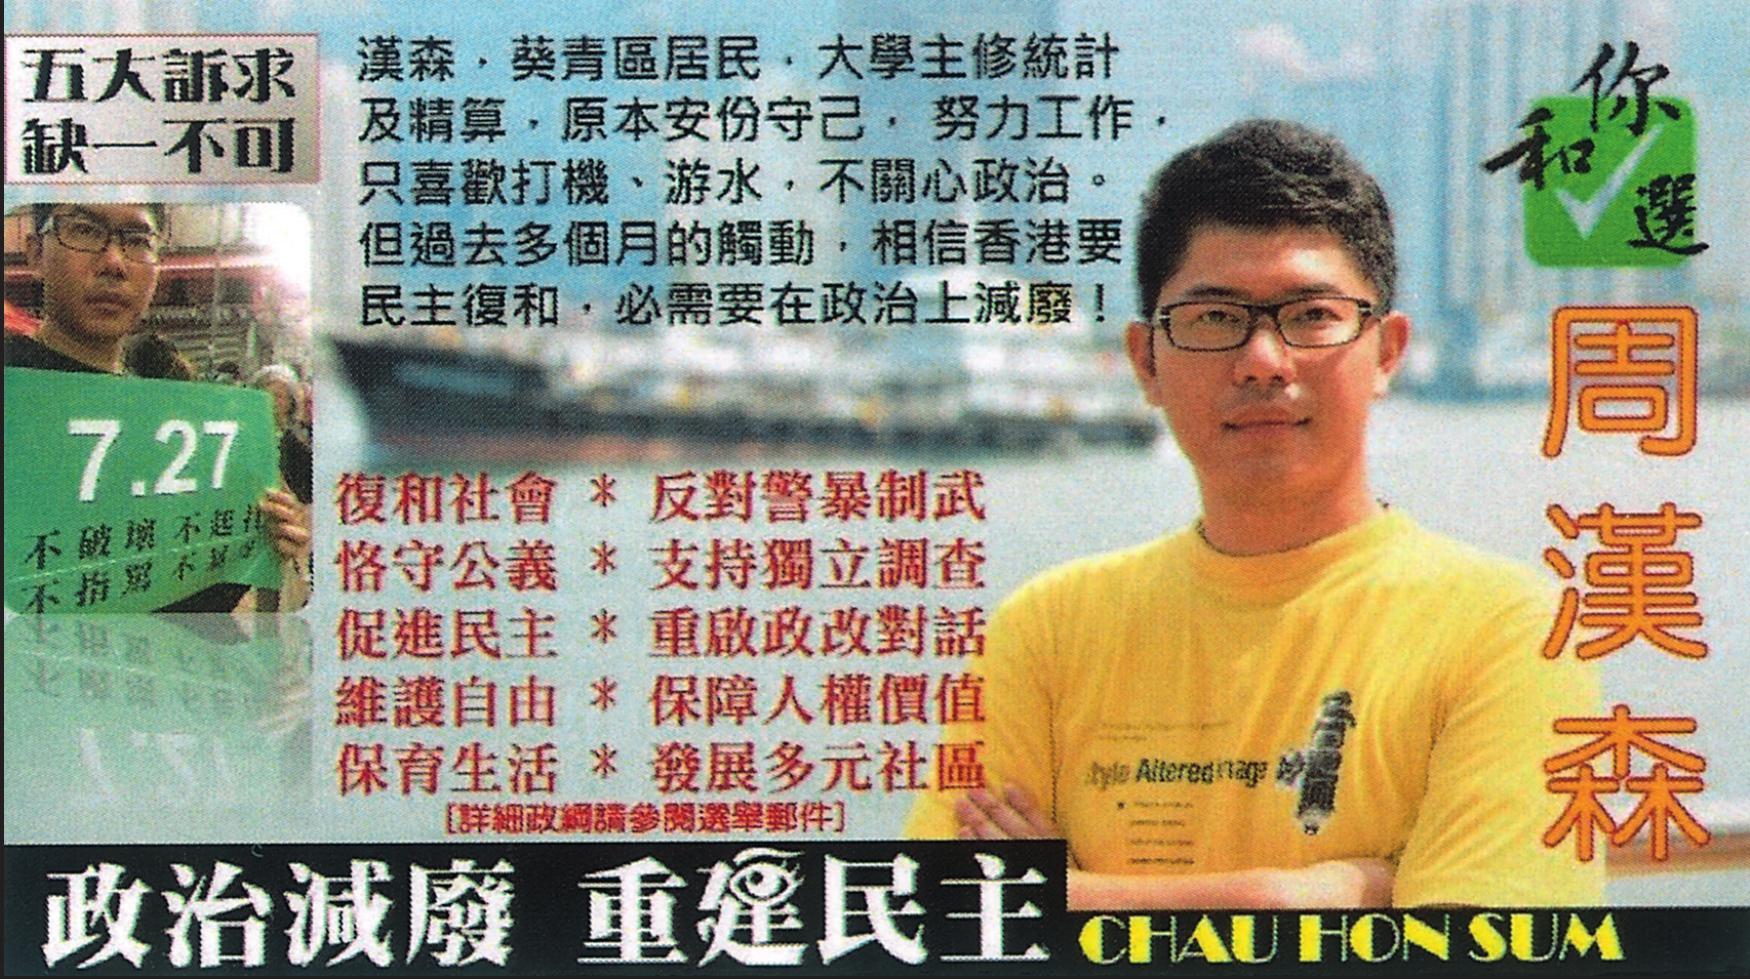 五大訴求
缺一不可
漢森，葵青區居民，大學主修統計
及精算，原本安份守己， 努力工作，
只喜歡打機、游水，不關心政治。
但過去多個月的觸動，相信香港要
民主復和，必需要在政治上減廢！
你
和
選
周漢森
7.27
不破壞
不指罵
復和社會 * 反對警暴制武
恪守公義 * 支持獨立調查
促進民主 * 重啟政改對話
維護自由 * 保障人權價值
保育生活 * 發展多元社區
[詳細政綱請參閱選舉郵件]
Altered
政治減廢 重建民主
CHAU HON SUM